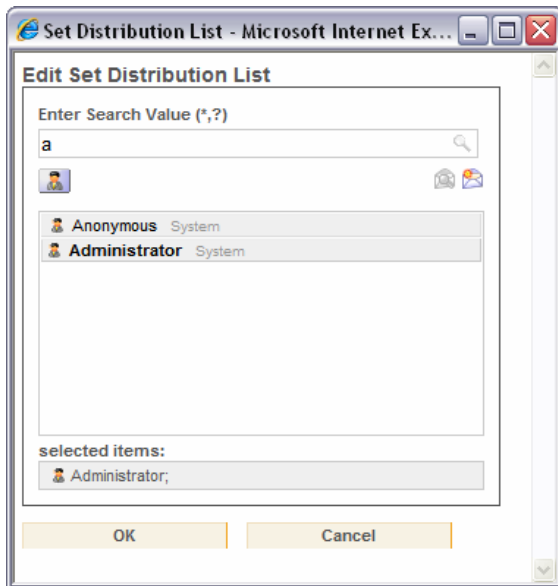 Set Distribution List - Microsoft Internet Ex...
Edit Set Distribution List
Enter Search Value (*,?)
a
Anonymous System
Administrator System
selected items:
Administrator;
OK Cancel